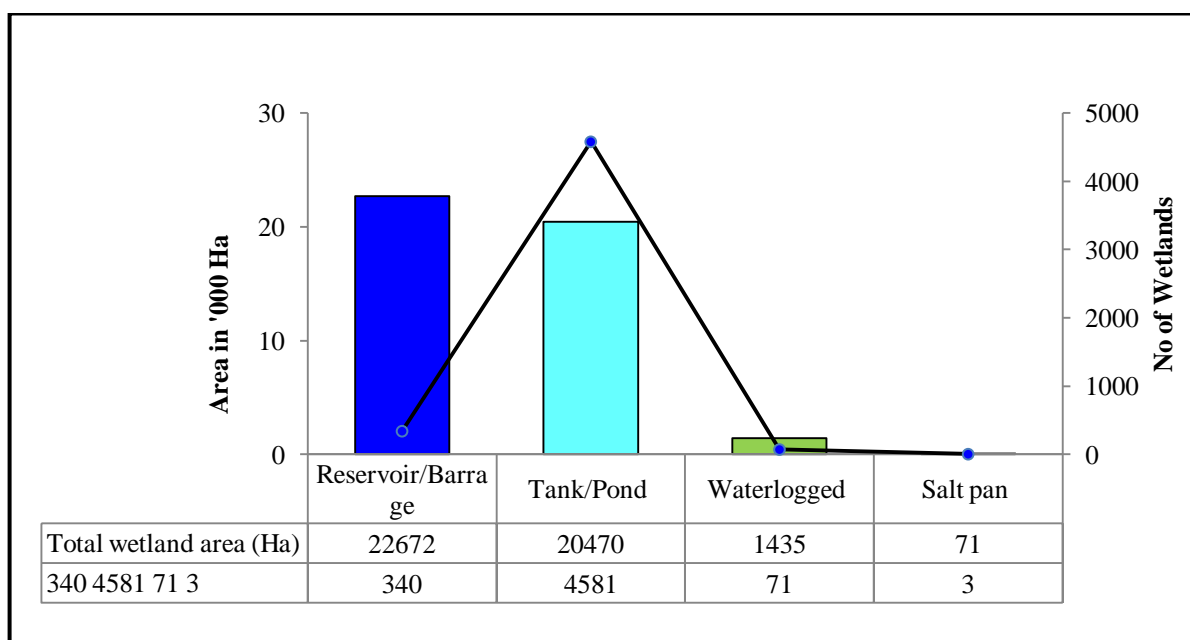 30
20
10
0
Area in '000 Ha
5000
4000
3000
2000
1000
0
No of Wetlands
Reservoir/Barra
ge
Tank/Pond
Waterlogged
Salt pan
Total wetland area (Ha) 22672 20470 1435 71
340 4581 71 3 340 4581 71 3